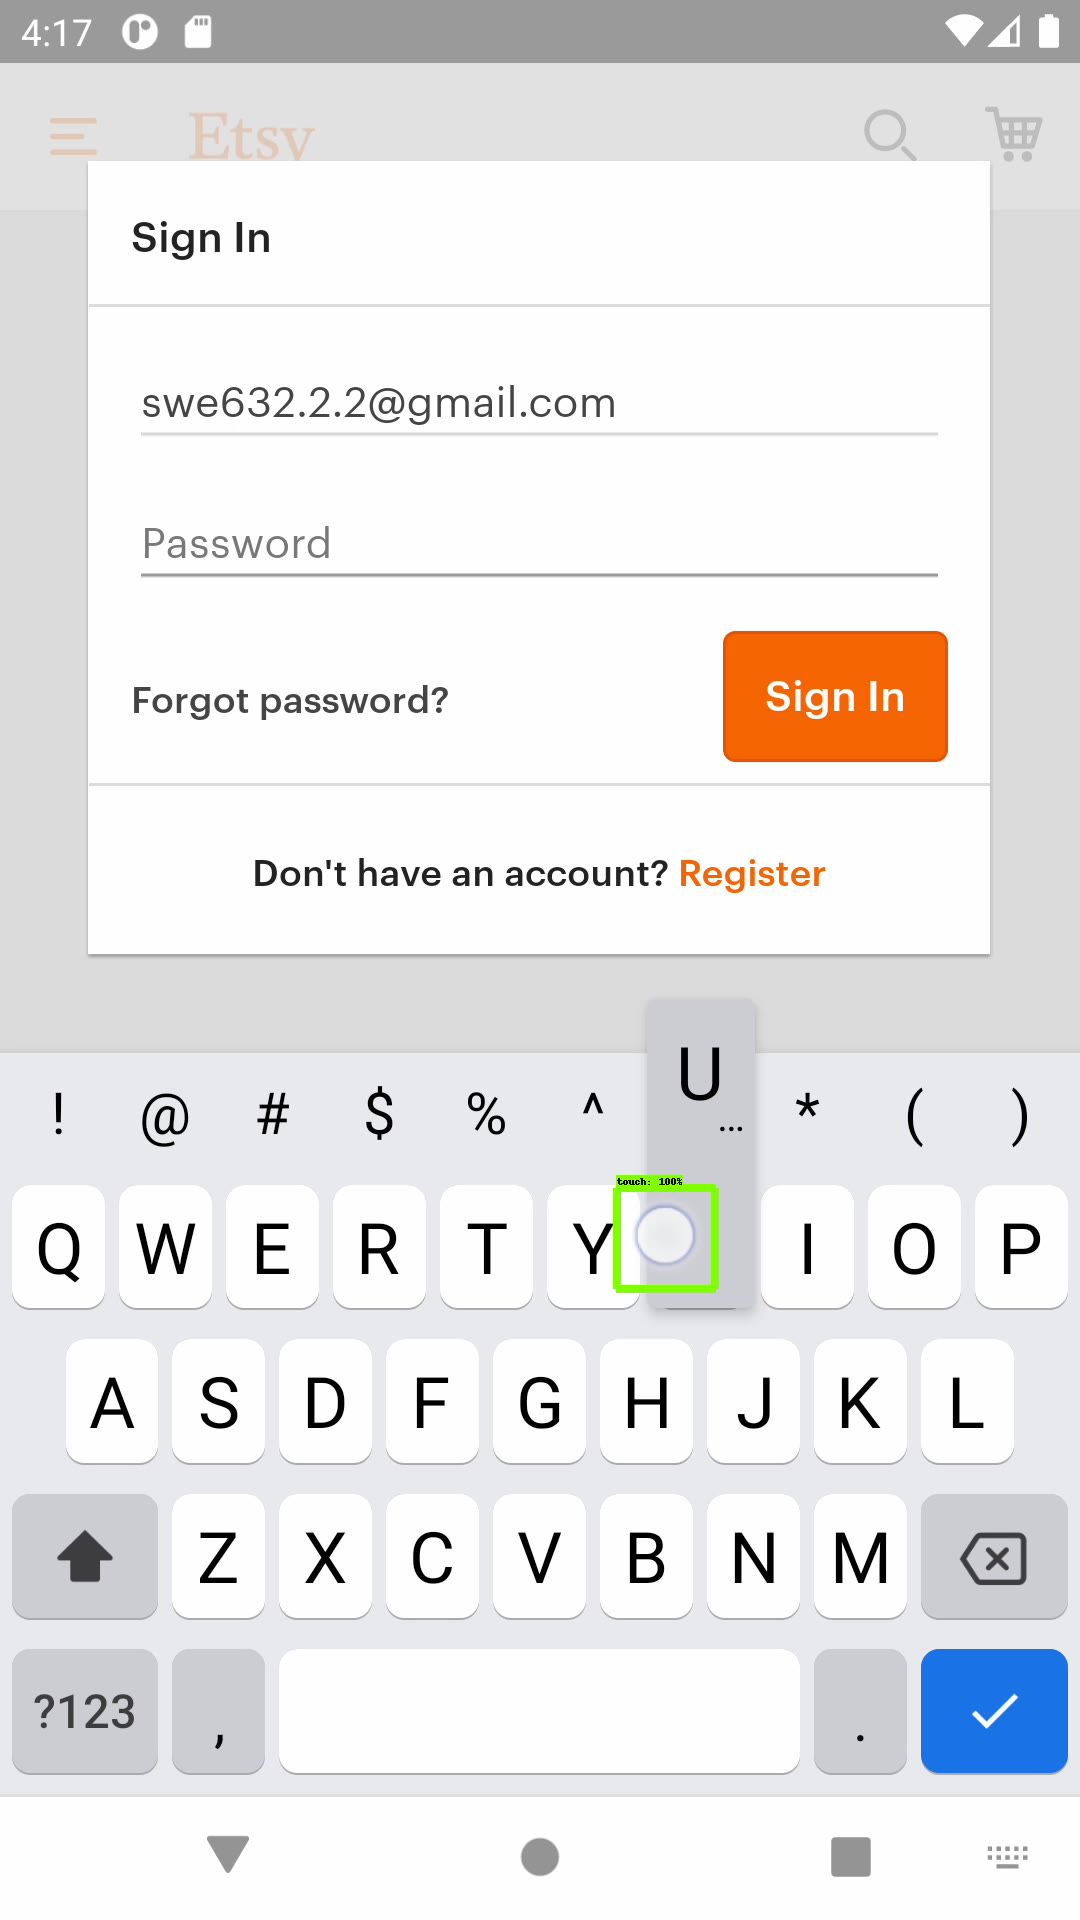 4:17
Etsy
Sign In
swe632.2.2@gmail.com
Password
Forgot password?
Sign In
Don't have an account? Register
U
...
! @ # $ % ^ * ( )
touch: 100%
Q W E R T Y I O P
A S D F G H J K L
Z X C V B N M
?123 , .